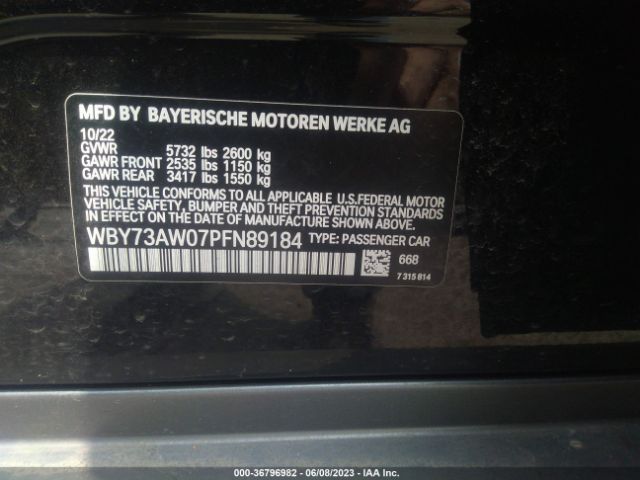 MFD BY BAYERISCHE MOTOREN WERKE AG
10/22
GVWR 5732 lbs 2600 kg
GAWR FRONT 2535 lbs 1150 kg
GAWR REAR 3417 lbs 1550 kg
THIS VEHICLE CONFORMS TO ALL APPLICABLE U.S.FEDERAL MOTOR
VEHICLE SAFETY, BUMPER AND THEFT PREVENTION STANDARDS
IN EFFECT ON THE DATE OF MANUFACTURE SHOWN ABOVE.
WBY73AW07PFN89184 TYPE: PASSENGER CAR
668
7 315 814
000-36796982 - 06/08/2023 - IAA Inc.